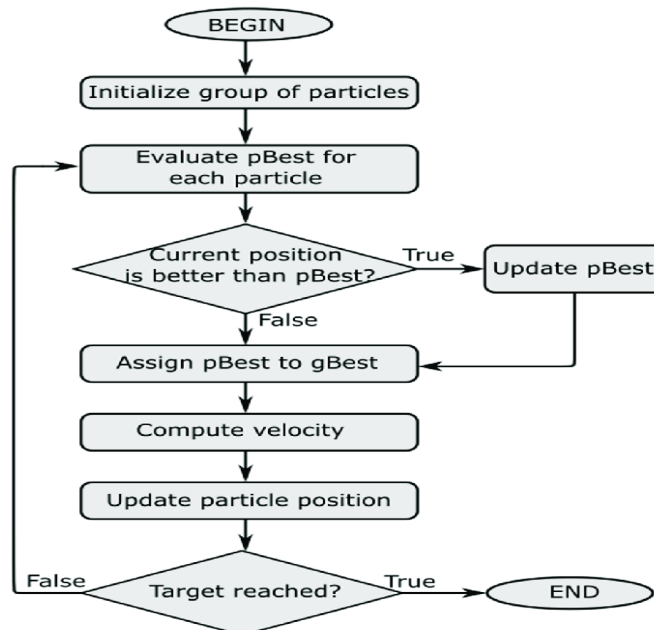 BEGIN
Initialize group of particles
Evaluate pBest for
each particle
Current position
is better than pBest?
True
Update pBest
False
Assign pBest to gBest
Compute velocity
Update particle position
False
Target reached?
True
END